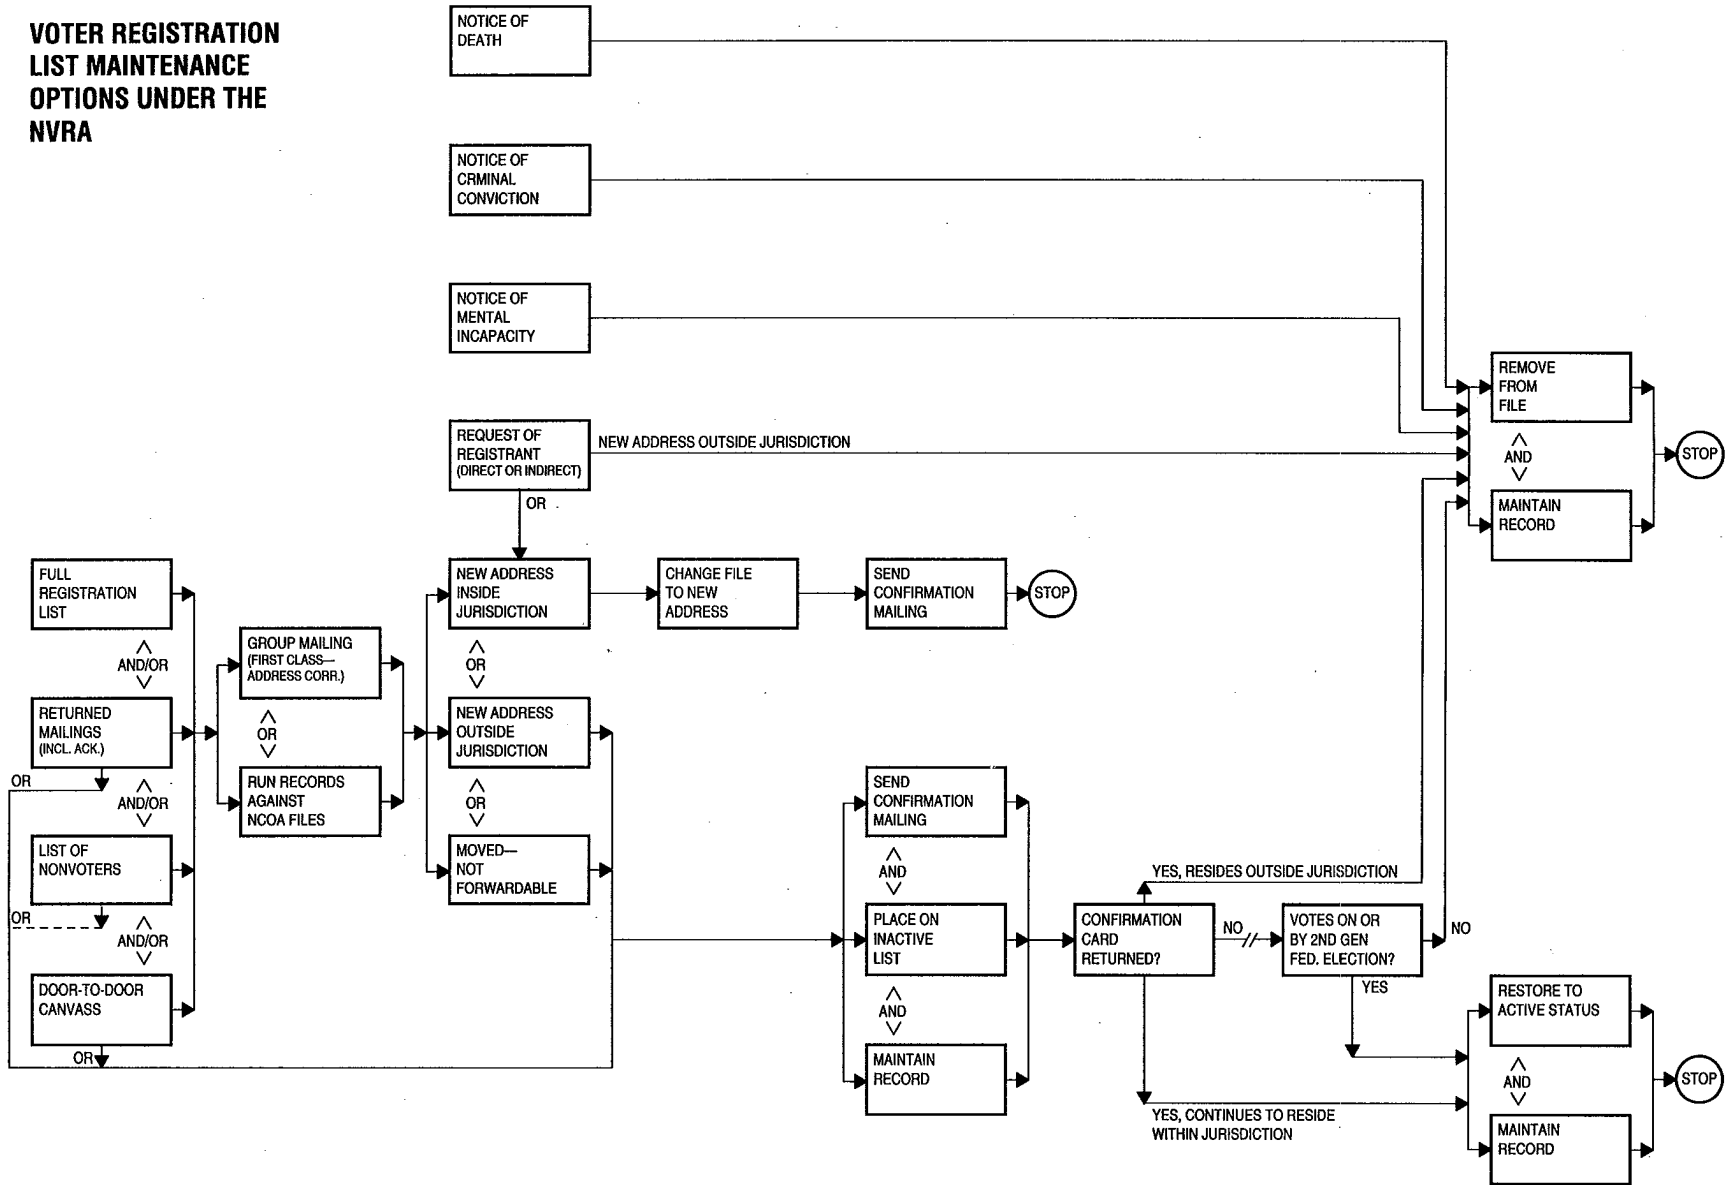 VOTER REGISTRATION
LIST MAINTENANCE
OPTIONS UNDER THE
NVRA
NOTICE OF
DEATH
NOTICE OF
CRMINAL
CONVICTION
NOTICE OF
MENTAL
INCAPACITY
REQUEST OF
REGISTRANT
(DIRECT OR INDIRECT)
NEW ADDRESS OUTSIDE JURISDICTION
OR
REMOVE
FROM
FILE
AND
MAINTAIN
RECORD
STOP
FULL
REGISTRATION
LIST
AND/OR
RETURNED
MAILINGS
(INCL. ACK.)
OR
AND/OR
LIST OF
NONVOTERS
OR
AND/OR
DOOR-TO-DOOR
CANVASS
OR
GROUP MAILING
(FIRST CLASS—
ADDRESS CORR.)
OR
RUN RECORDS
AGAINST
NCOA FILES
NEW ADDRESS
INSIDE
JURISDICTION
OR
NEW ADDRESS
OUTSIDE
JURISDICTION
OR
MOVED—
NOT
FORWARDABLE
CHANGE FILE
TO NEW
ADDRESS
SEND
CONFIRMATION
MAILING
STOP
SEND
CONFIRMATION
MAILING
AND
PLACE ON
INACTIVE
LIST
AND
MAINTAIN
RECORD
YES, RESIDES OUTSIDE JURISDICTION
CONFIRMATION
CARD
RETURNED?
NO
VOTES ON OR
BY 2ND GEN
FED. ELECTION?
NO
YES
YES, CONTINUES TO RESIDE
WITHIN JURISDICTION
RESTORE TO
ACTIVE STATUS
AND
MAINTAIN
RECORD
STOP